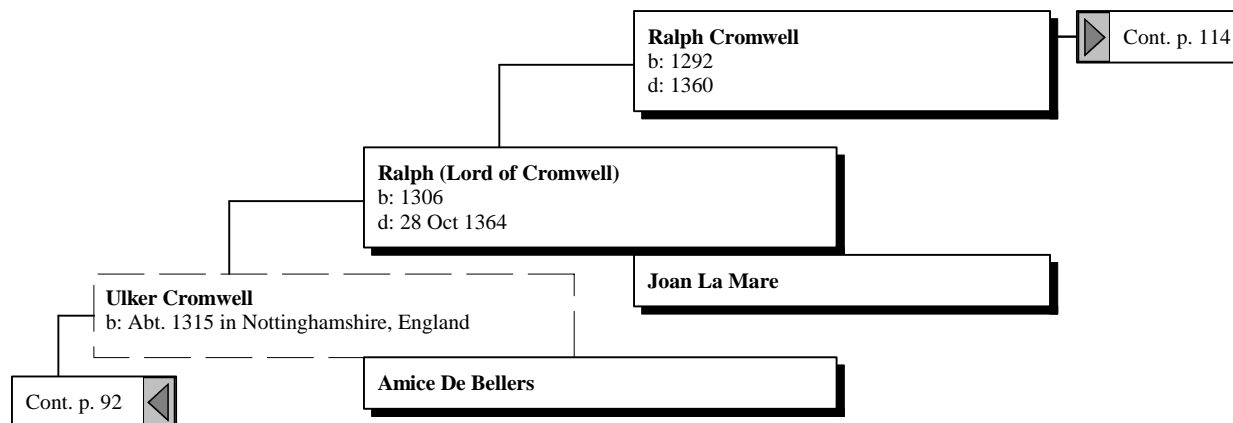 Ralph Cromwell
b: 1292
d: 1360
Cont. p. 114
Ralph (Lord of Cromwell)
b: 1306
d: 28 Oct 1364
Joan La Mare
Ulker Cromwell
b: Abt. 1315 in Nottinghamshire, England
Amice De Bellers
Cont. p. 92